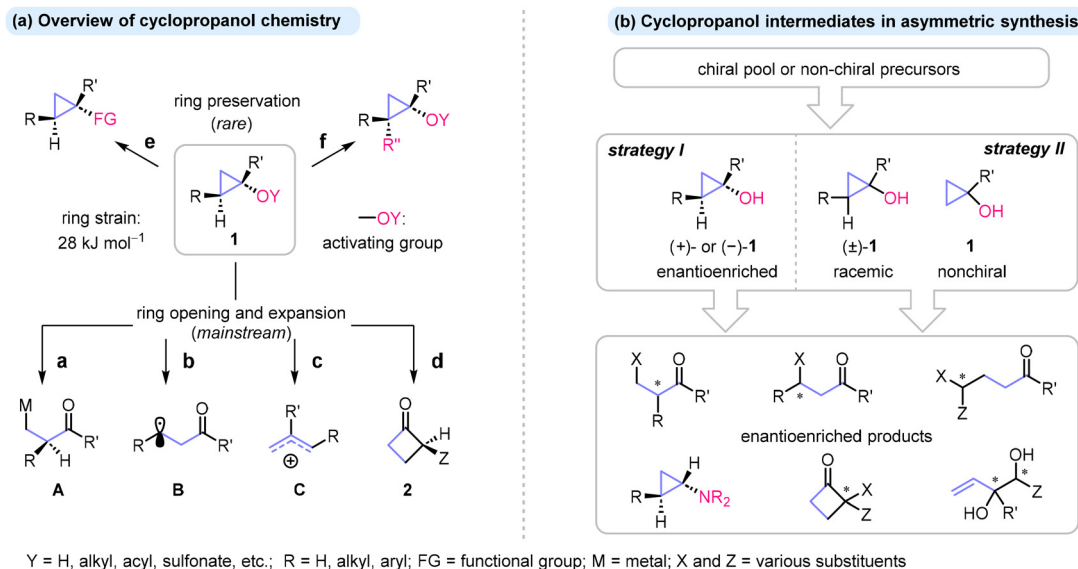 (a) Overview of cyclopropanol chemistry
R'
R
FG
H
e
ring preservation
(rare)
f
R'
R
OY
R''
R'
R
OY
H
1
ring strain:
28 kJ mol⁻¹
—OY:
activating group
ring opening and expansion
(mainstream)
a
b
c
d
M
O
R'
R
H
A
O
R
R'
B
R'
R
⊕
C
O
H
Z
2
(b) Cyclopropanol intermediates in asymmetric synthesis
chiral pool or non-chiral precursors
strategy I
strategy II
R'
R
OH
H
(+)- or (−)-1
enantioenriched
R'
R
OH
H
(±)-1
racemic
R'
OH
1
nonchiral
X
O
*
R'
R
X
O
R
*
R'
X
*
O
R'
Z
enantioenriched products
H
R
NR₂
H
O
*
X
Z
OH
*
*
Z
HO
R'
Y = H, alkyl, acyl, sulfonate, etc.; R = H, alkyl, aryl; FG = functional group; M = metal; X and Z = various substituents